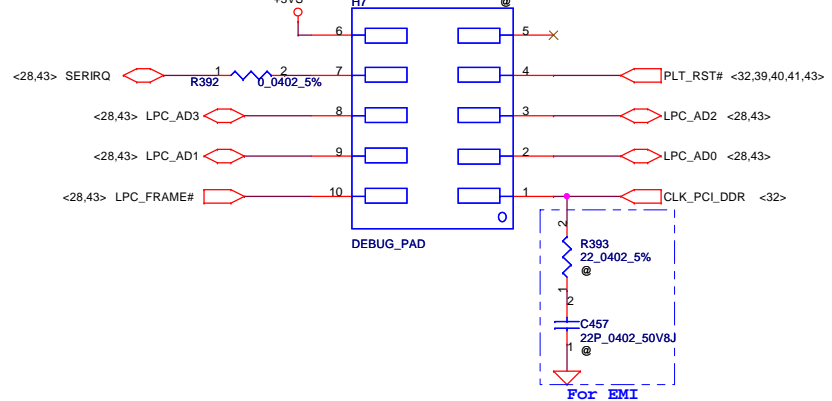 +3VS
H7
@
6
5
<28,43> SERIRQ
1
R392
2
0_0402_5%
7
4
PLT_RST# <32,39,40,41,43>
<28,43> LPC_AD3
8
3
LPC_AD2 <28,43>
<28,43> LPC_AD1
9
2
LPC_AD0 <28,43>
<28,43> LPC_FRAME#
10
1
CLK_PCI_DDR <32>
O
DEBUG_PAD
2
R393
22_0402_5%
@
1
2
C457
22P_0402_50V8J
1
@
For EMI